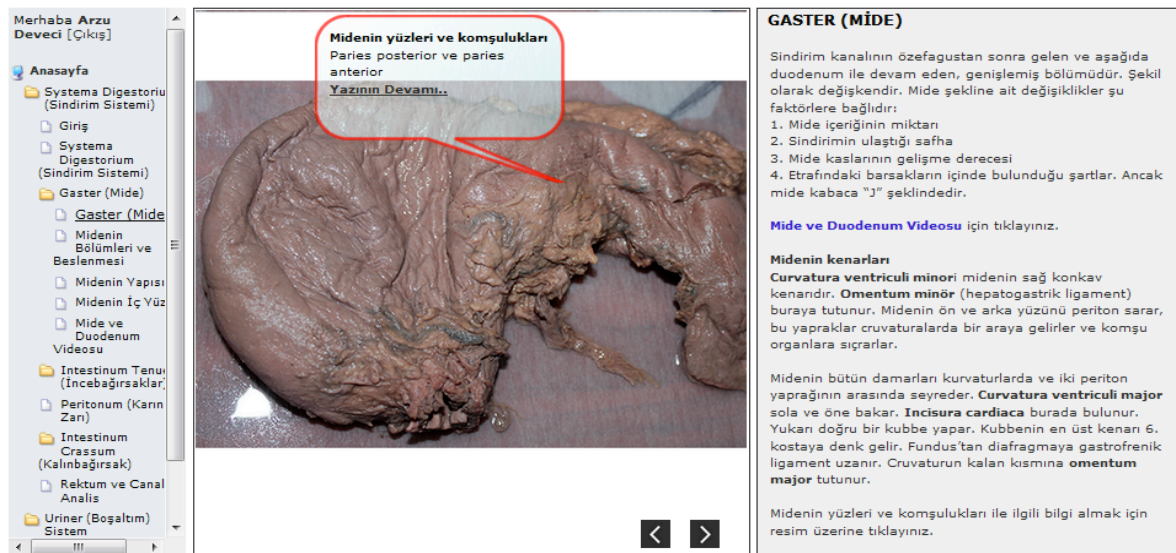 Merhaba Arzu
Deveci [Çıkış]
Anasayfa
Systema Digestoriu
(Sindirim Sistemi)
Giriş
Systema
Digestorium
(Sindirim Sistemi)
Gaster (Mide)
Gaster (Mide
Midenin
Bölümleri ve
Beslenmesi
Midenin Yapısı
Midenin İç Yüz
Mide ve
Duodenum
Videosu
Intestinum Tenu
(İncebağırsaklar)
Peritonum (Karın
Zarı)
Intestinum
Crassum
(Kalınbağırsak)
Rektum ve Canal
Analis
Uriner (Boşaltım)
Sistem
Midenin yüzleri ve komşulukları
Paries posterior ve paries
anterior
Yazının Devamı..
GASTER (MİDE)
Sindirim kanalının özefagustan sonra gelen ve aşağıda
duodenum ile devam eden, genişlemiş bölümüdür. Şekil
olarak değişkendir. Mide şekline ait değişiklikler şu
faktörlere bağlıdır:
1. Mide içeriğinin miktarı
2. Sindirimin ulaştığı safha
3. Mide kaslarının gelişme derecesi
4. Etrafındaki barsakların içinde bulunduğu şartlar. Ancak
mide kabaca "J" şeklindedir.
Mide ve Duodenum Videosu için tıklayınız.
Midenin kenarları
Curvatura ventriculi minori midenin sağ konkav
kenarıdır. Omentum minör (hepatogastrik ligament)
buraya tutunur. Midenin ön ve arka yüzünü periton sarar,
bu yapraklar cruvaturalarda bir araya gelirler ve komşu
organlara sıçrarlar.
Midenin bütün damarları kurvaturlarda ve iki periton
yaprağının arasında seyreder. Curvatura ventriculi major
sola ve öne bakar. Incisura cardiaca burada bulunur.
Yukarı doğru bir kubbe yapar. Kubbenin en üst kenarı 6.
kostaya denk gelir. Fundus'tan diafragmaya gastrofrenik
ligament uzanır. Cruvaturun kalan kısmına omentum
major tutunur.
Midenin yüzleri ve komşulukları ile ilgili bilgi almak için
resim üzerine tıklayınız.